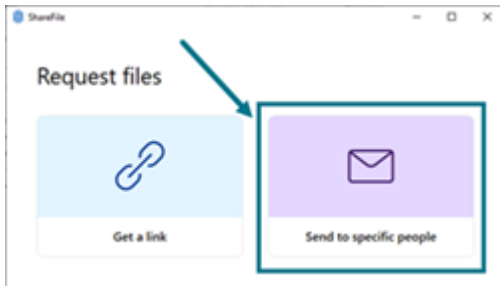 ShareFile
Request files
Get a link
Send to specific people